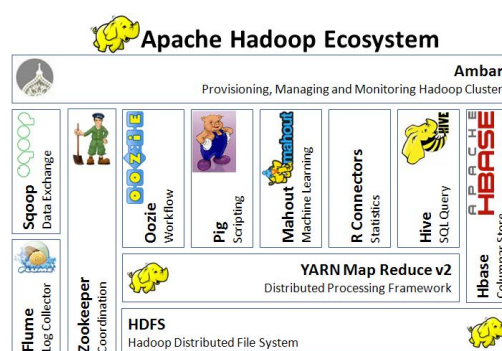 Apache Hadoop Ecosystem
Ambar
Provisioning, Managing and Monitoring Hadoop Cluster
Sqoop
Data Exchange
Flume
Log Collector
Zookeeper
Coordination
OOZIE
Oozie
Workflow
Pig
Scripting
mahout
Mahout
Machine Learning
R Connectors
Statistics
HIVE
Hive
SQL Query
APACHE
HBASE
Hbase
Columnar Store
YARN Map Reduce v2
Distributed Processing Framework
HDFS
Hadoop Distributed File System